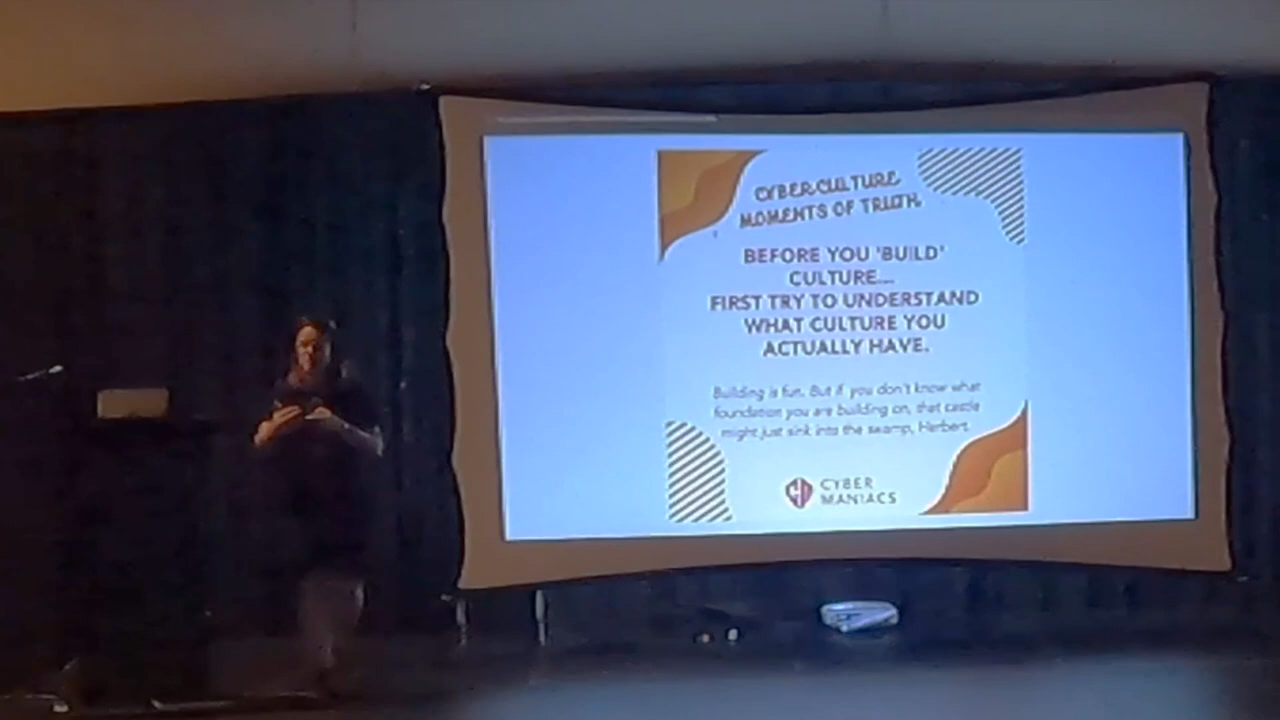 CYBERCULTURE
MOMENTS OF TRUTH
BEFORE YOU 'BUILD'
CULTURE...
FIRST TRY TO UNDERSTAND
WHAT CULTURE YOU
ACTUALLY HAVE.
Building is fun. But if you don't know what
foundation you are building on, that castle
might just sink into the swamp, Herbert
CYBER
MANIACS